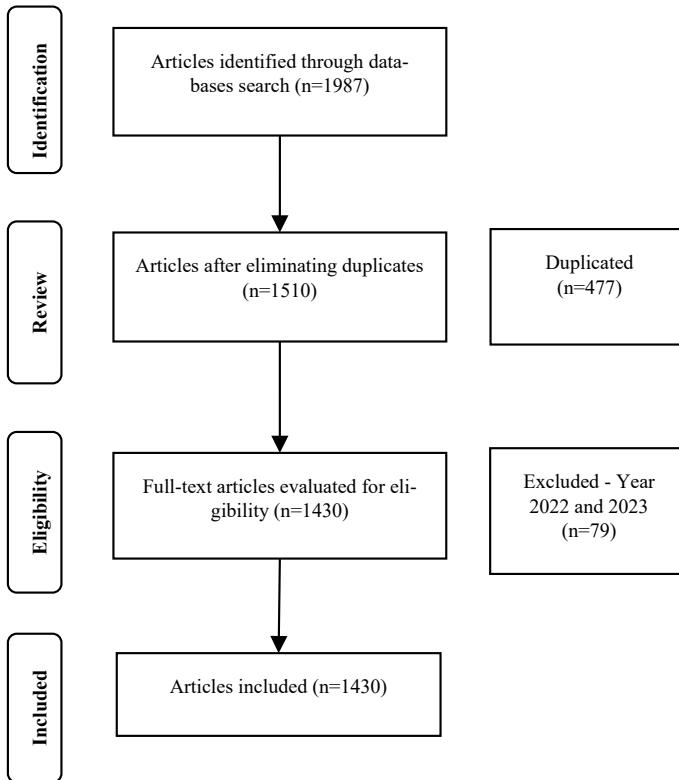 Identification
Articles identified through data-
bases search (n=1987)
Review
Articles after eliminating duplicates
(n=1510)
Duplicated
(n=477)
Eligibility
Full-text articles evaluated for eli-
gibility (n=1430)
Excluded - Year
2022 and 2023
(n=79)
Included
Articles included (n=1430)